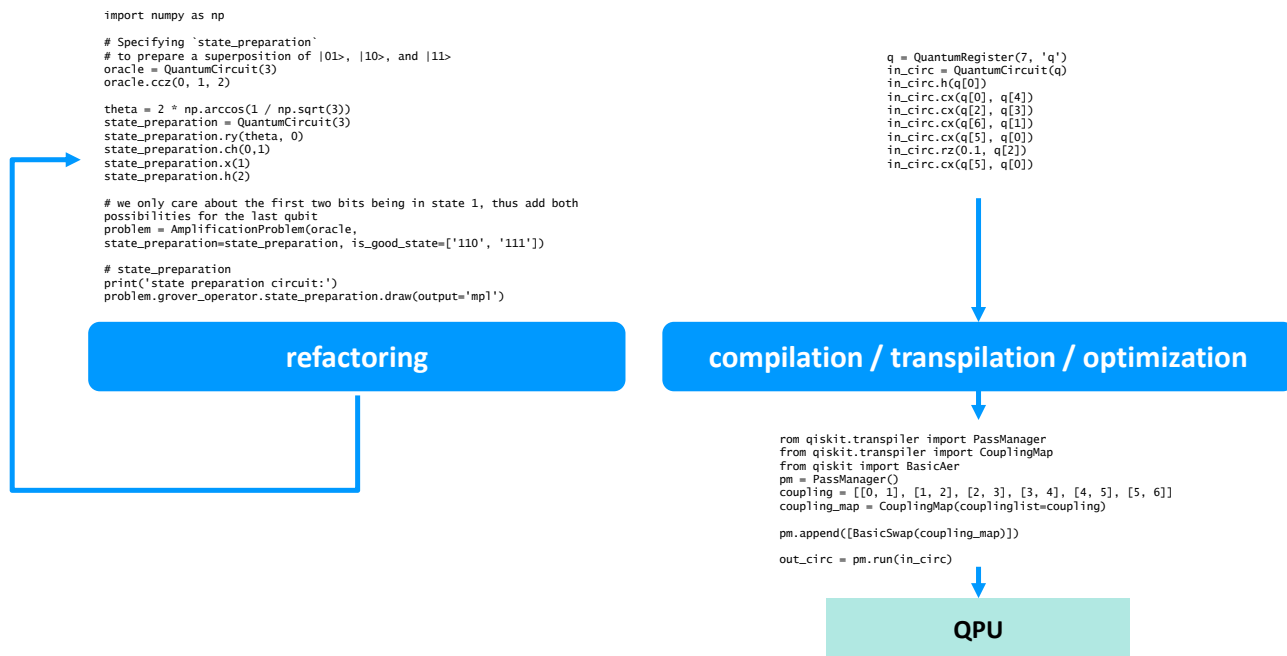 import numpy as np
# Specifying `state_preparation`
# to prepare a superposition of |01>, |10>, and |11>
oracle = QuantumCircuit(3)
oracle.ccz(0, 1, 2)
theta = 2 * np.arccos(1 / np.sqrt(3))
state_preparation = QuantumCircuit(3)
state_preparation.ry(theta, 0)
state_preparation.ch(0,1)
state_preparation.x(1)
state_preparation.h(2)
# we only care about the first two bits being in state 1, thus add both
possibilities for the last qubit
problem = AmplificationProblem(oracle,
state_preparation=state_preparation, is_good_state=['110', '111'])
# state_preparation
print('state preparation circuit:')
problem.grover_operator.state_preparation.draw(output='mpl')
refactoring
q = QuantumRegister(7, 'q')
in_circ = QuantumCircuit(q)
in_circ.h(q[0])
in_circ.cx(q[0], q[4])
in_circ.cx(q[2], q[3])
in_circ.cx(q[6], q[1])
in_circ.cx(q[5], q[0])
in_circ.rz(0.1, q[2])
in_circ.cx(q[5], q[0])
compilation / transpilation / optimization
rom qiskit.transpiler import PassManager
from qiskit.transpiler import CouplingMap
from qiskit import BasicAer
pm = PassManager()
coupling = [[0, 1], [1, 2], [2, 3], [3, 4], [4, 5], [5, 6]]
coupling_map = CouplingMap(couplinglist=coupling)
pm.append([BasicSwap(coupling_map)])
out_circ = pm.run(in_circ)
QPU